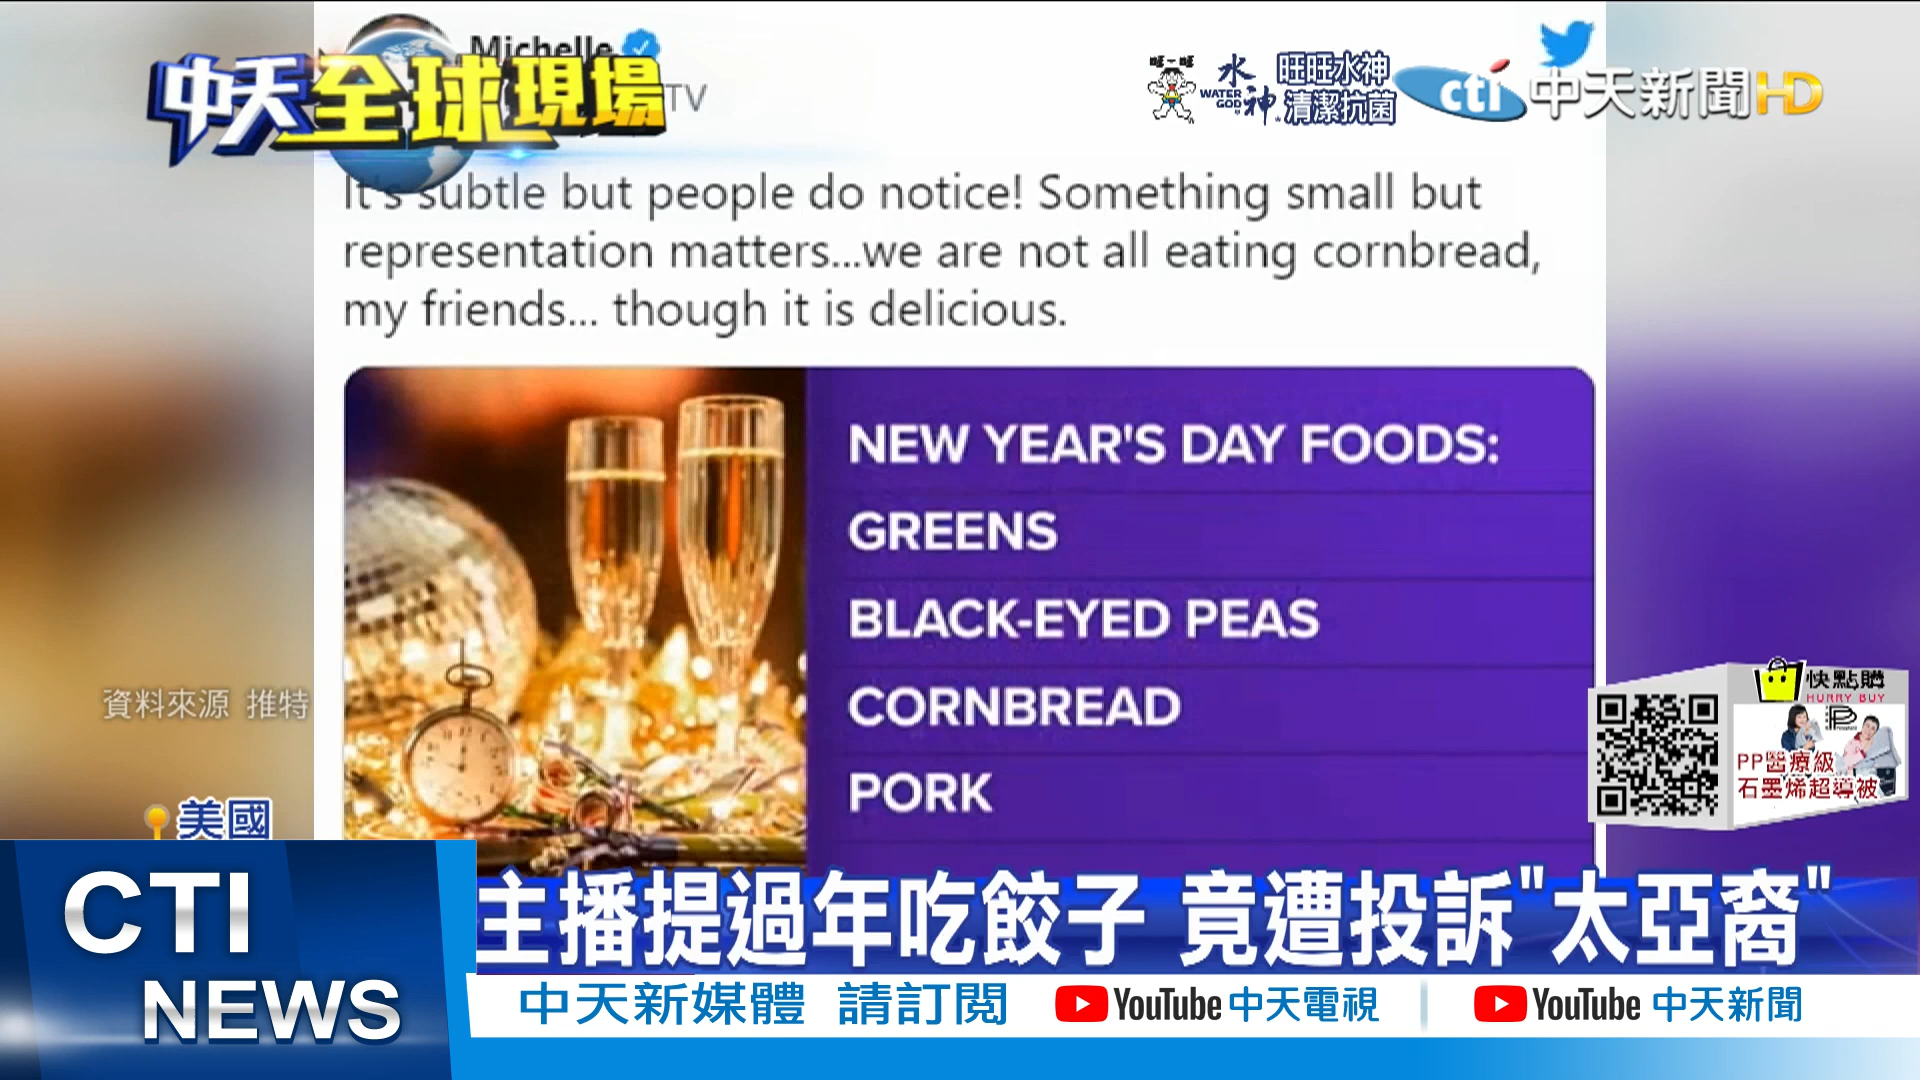 Michelle
TV
中天全球現場
旺旺水神
WATER GOD
水神
清潔抗菌
cti 中天新聞HD
It's subtle but people do notice! Something small but
representation matters...we are not all eating cornbread,
my friends... though it is delicious.
NEW YEAR'S DAY FOODS:
GREENS
BLACK-EYED PEAS
CORNBREAD
PORK
資料來源 推特
快點購
HURRY BUY
PP醫療級
石墨烯超導被
美國
CTI
NEWS
主播提過年吃餃子 竟遭投訴"太亞裔"
中天新媒體 請訂閱 YouTube 中天電視 YouTube 中天新聞